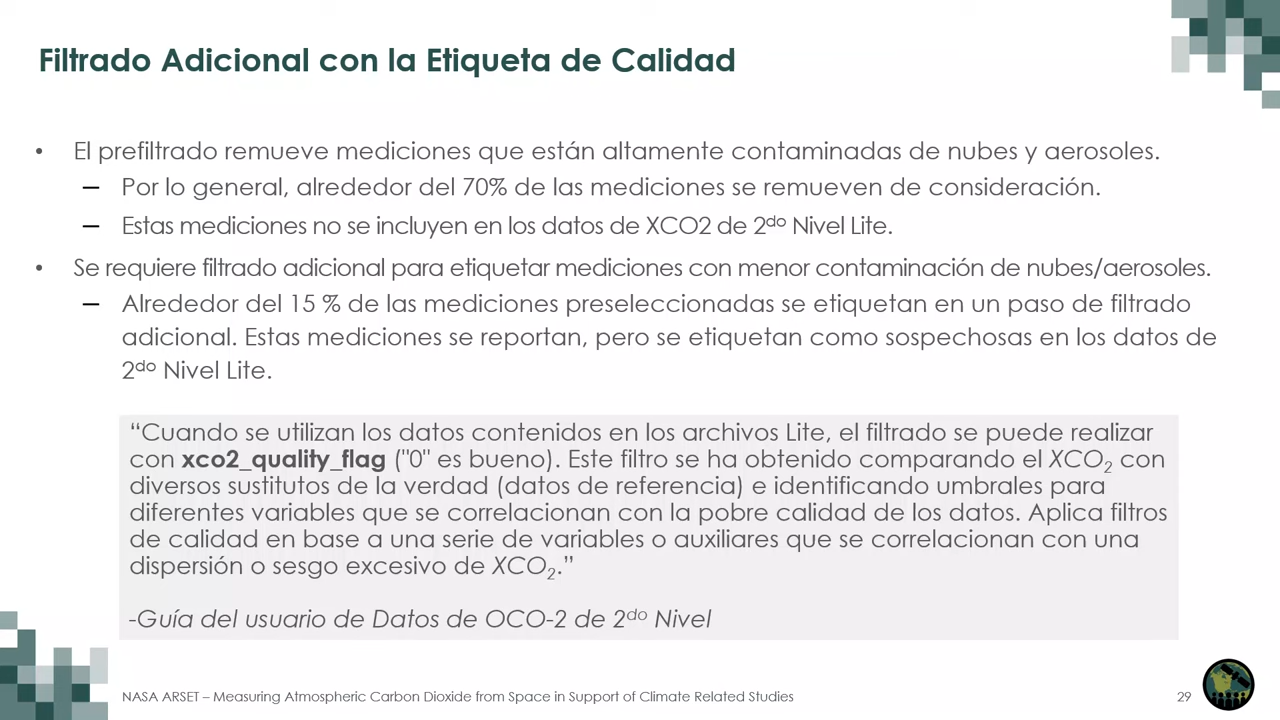 Filtrado Adicional con la Etiqueta de Calidad
• El prefiltrado remueve mediciones que están altamente contaminadas de nubes y aerosoles.
– Por lo general, alrededor del 70% de las mediciones se remueven de consideración.
– Estas mediciones no se incluyen en los datos de XCO2 de 2do Nivel Lite.
• Se requiere filtrado adicional para etiquetar mediciones con menor contaminación de nubes/aerosoles.
– Alrededor del 15 % de las mediciones preseleccionadas se etiquetan en un paso de filtrado
adicional. Estas mediciones se reportan, pero se etiquetan como sospechosas en los datos de
2do Nivel Lite.
“Cuando se utilizan los datos contenidos en los archivos Lite, el filtrado se puede realizar
con xco2_quality_flag ("0" es bueno). Este filtro se ha obtenido comparando el XCO2 con
diversos sustitutos de la verdad (datos de referencia) e identificando umbrales para
diferentes variables que se correlacionan con la pobre calidad de los datos. Aplica filtros
de calidad en base a una serie de variables o auxiliares que se correlacionan con una
dispersión o sesgo excesivo de XCO2.”
-Guía del usuario de Datos de OCO-2 de 2do Nivel
NASA ARSET – Measuring Atmospheric Carbon Dioxide from Space in Support of Climate Related Studies
29